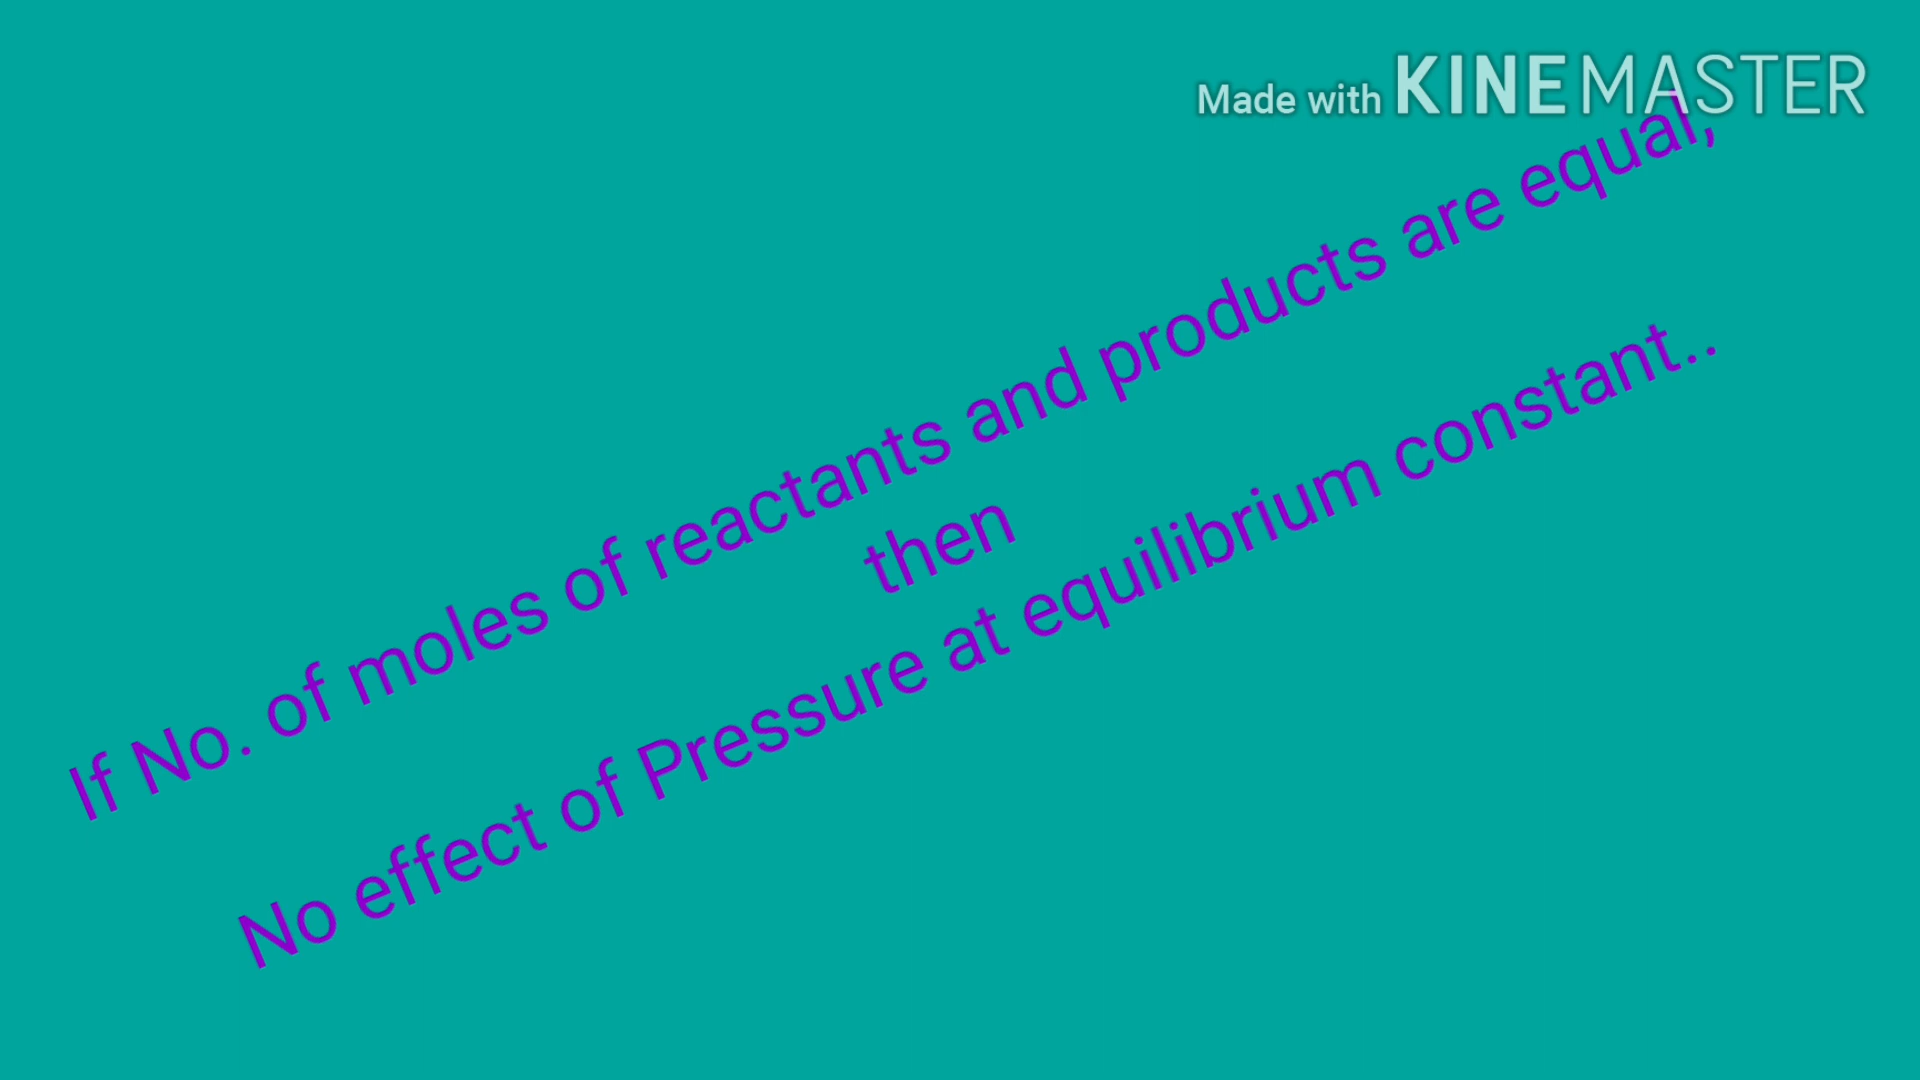 Made with KINEMASTER
If No. of moles of reactants and products are equal,
then
No effect of Pressure at equilibrium constant..